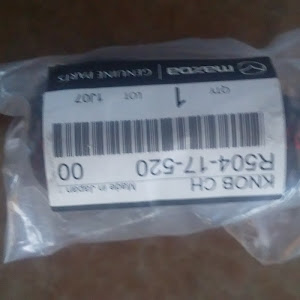 mazda | GENUINE PARTS
QTY LOT
1 1J07
KNOB CH
R504-17-520
Made in Japan
00